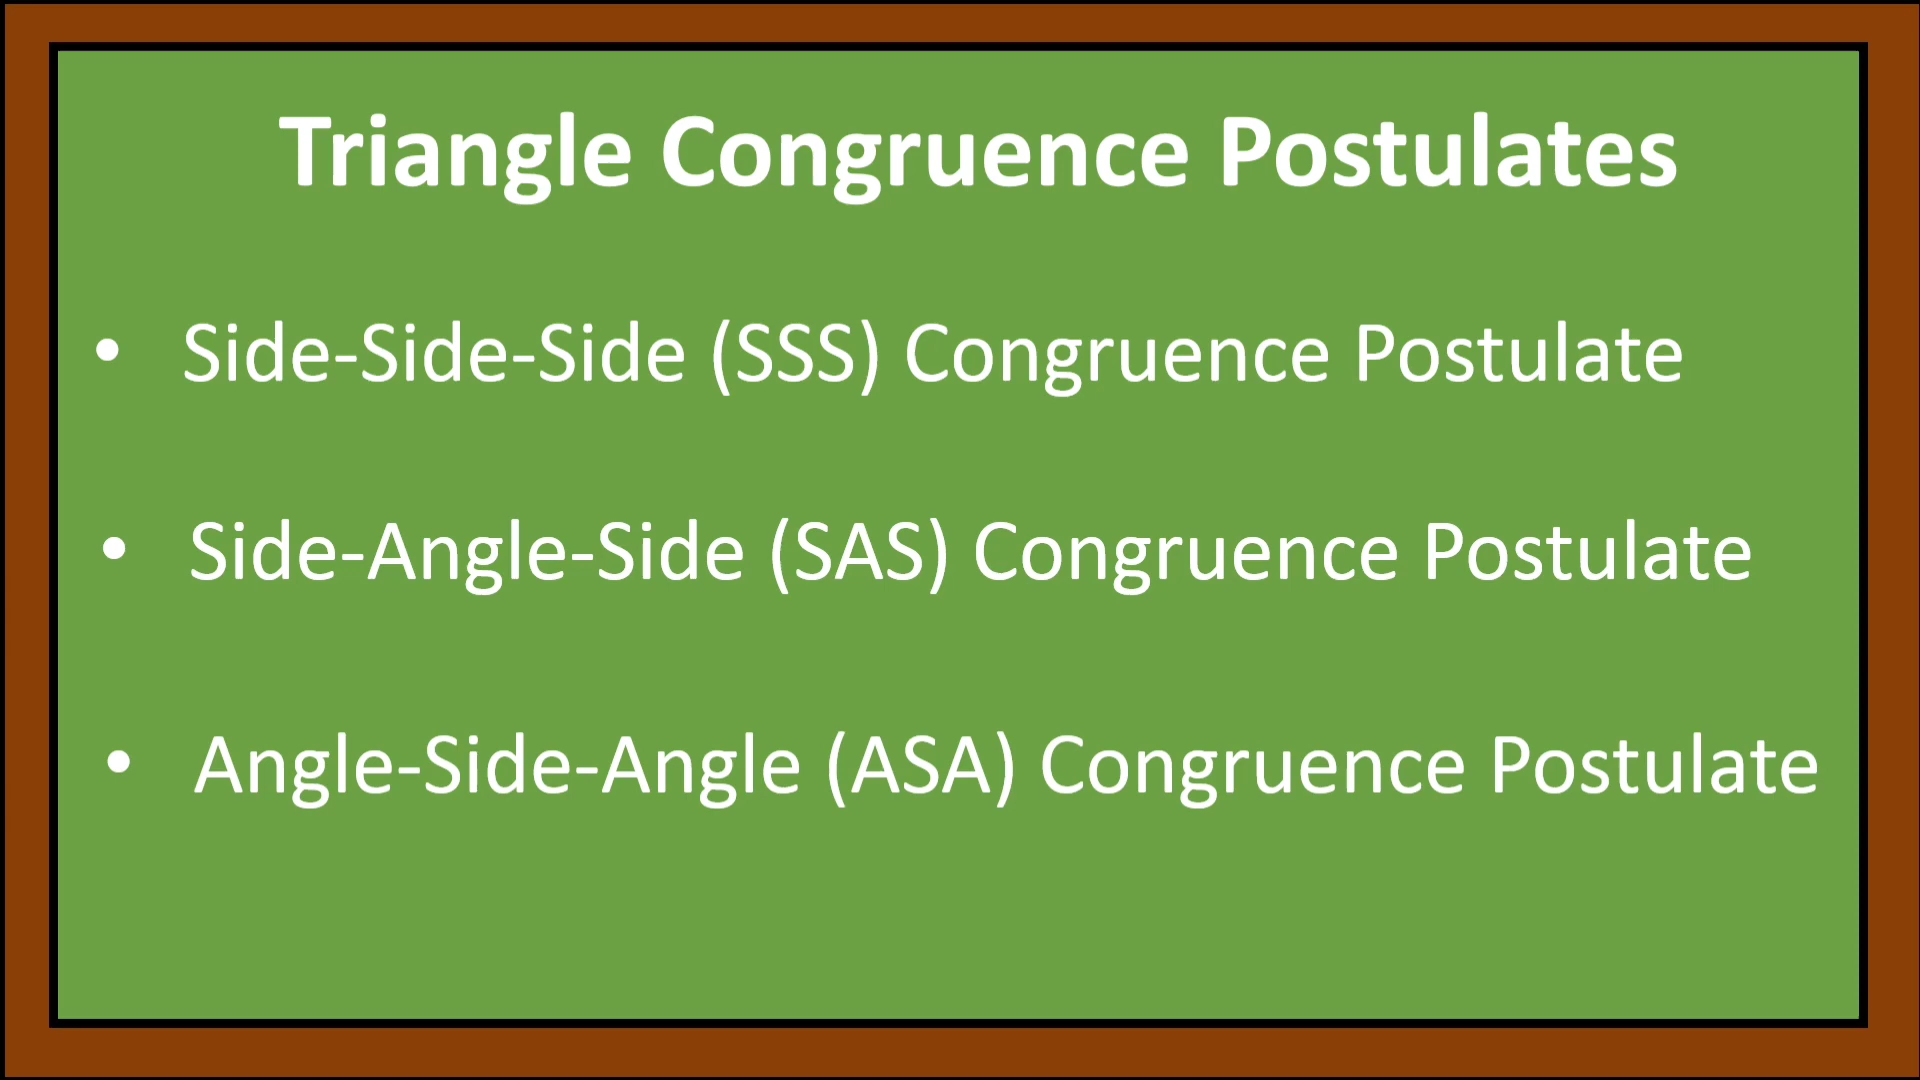 Triangle Congruence Postulates
• Side-Side-Side (SSS) Congruence Postulate
• Side-Angle-Side (SAS) Congruence Postulate
• Angle-Side-Angle (ASA) Congruence Postulate